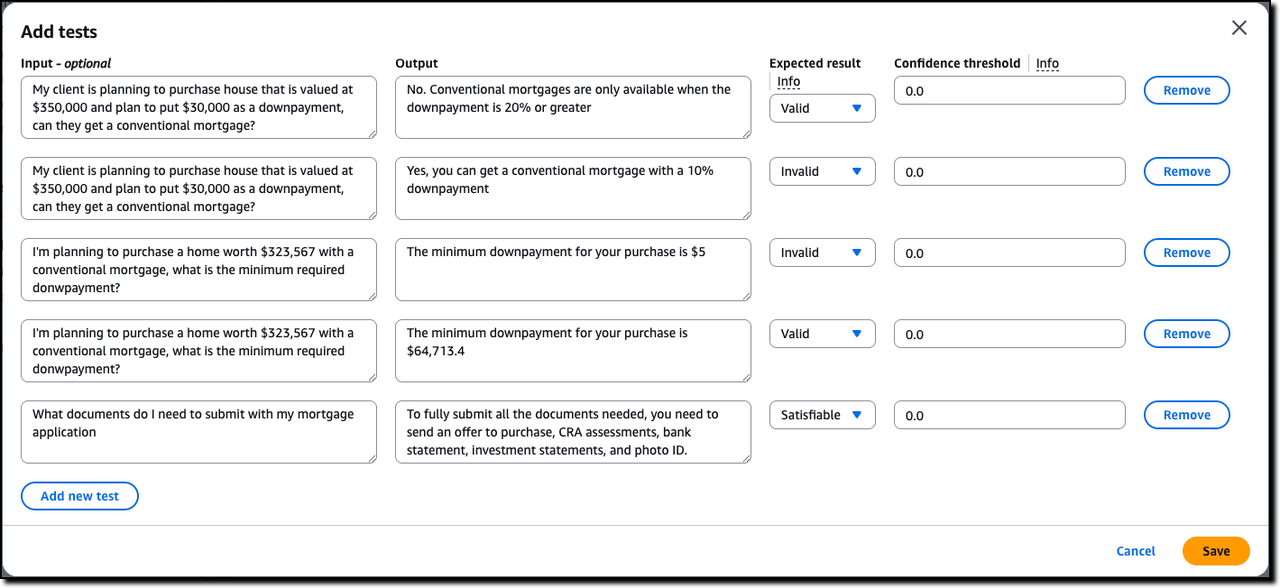 Add tests
Input - optional
Output
Expected result
Info
Confidence threshold
Info
My client is planning to purchase house that is valued at
$350,000 and plan to put $30,000 as a downpayment,
can they get a conventional mortgage?
No. Conventional mortgages are only available when the
downpayment is 20% or greater
Valid
0.0
Remove
My client is planning to purchase house that is valued at
$350,000 and plan to put $30,000 as a downpayment,
can they get a conventional mortgage?
Yes, you can get a conventional mortgage with a 10%
downpayment
Invalid
0.0
Remove
I'm planning to purchase a home worth $323,567 with a
conventional mortgage, what is the minimum required
donwpayment?
The minimum downpayment for your purchase is $5
Invalid
0.0
Remove
I'm planning to purchase a home worth $323,567 with a
conventional mortgage, what is the minimum required
donwpayment?
The minimum downpayment for your purchase is
$64,713.4
Valid
0.0
Remove
What documents do I need to submit with my mortgage
application
To fully submit all the documents needed, you need to
send an offer to purchase, CRA assessments, bank
statement, investment statements, and photo ID.
Satisfiable
0.0
Remove
Add new test
Cancel
Save